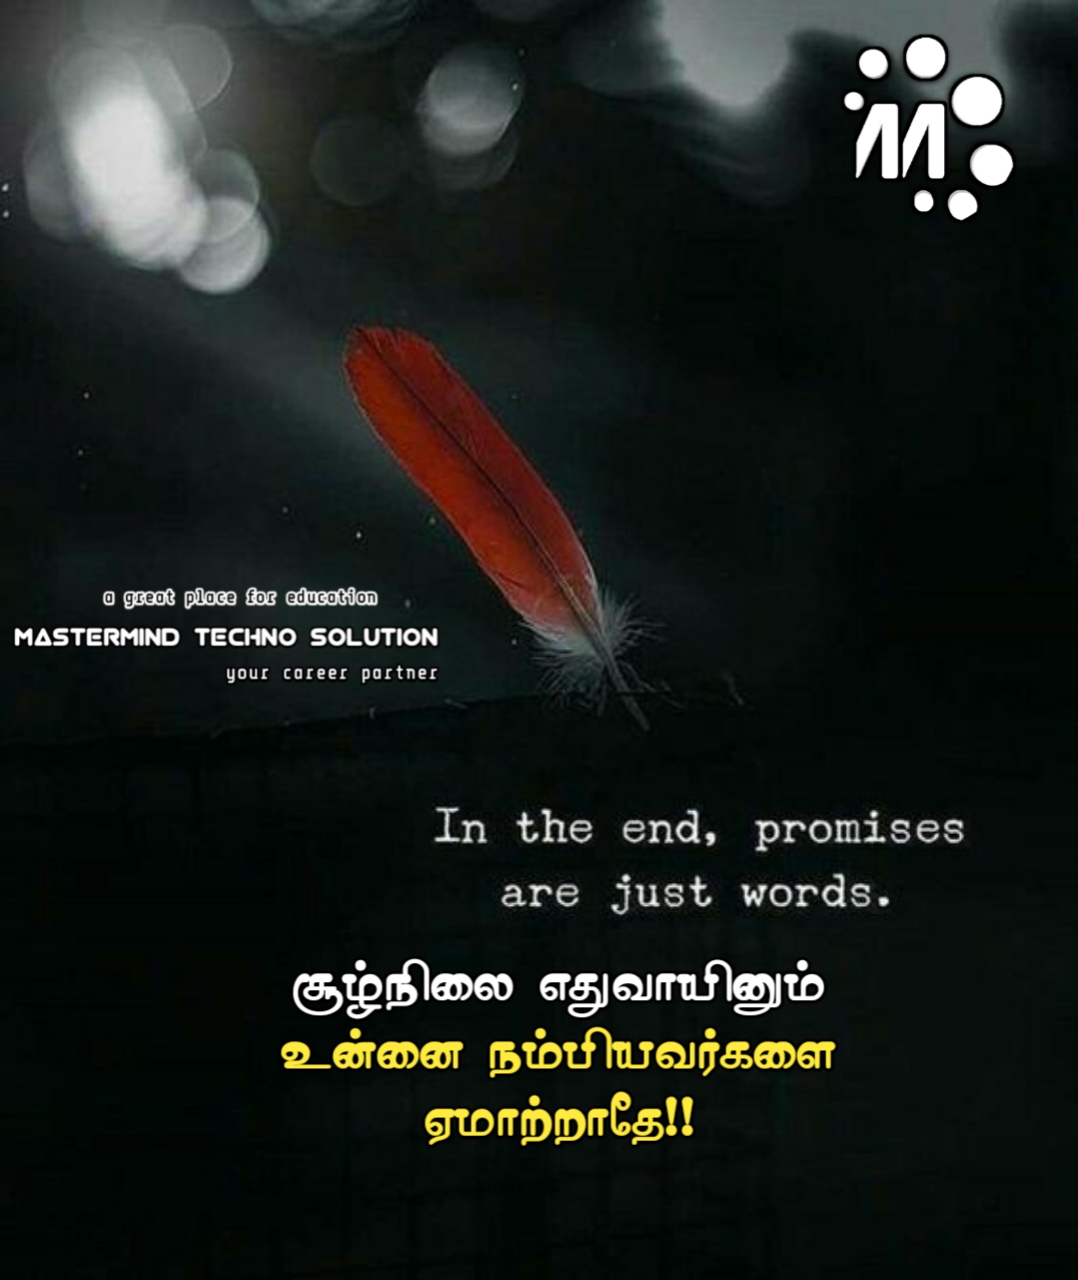 M
a great place for education
MASTERMIND TECHNO SOLUTION
your career partner
In the end, promises
are just words.
சூழ்நிலை எதுவாயினும்
உன்னை நம்பியவர்களை
ஏமாற்றாதே!!